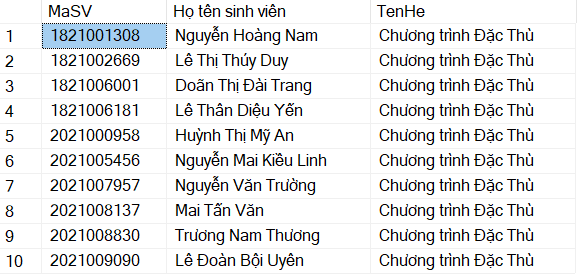 MaSV Họ tên sinh viên TenHe
1 1821001308 Nguyễn Hoàng Nam Chương trình Đặc Thù
2 1821002669 Lê Thị Thúy Duy Chương trình Đặc Thù
3 1821006001 Doãn Thị Đài Trang Chương trình Đặc Thù
4 1821006181 Lê Thân Diệu Yến Chương trình Đặc Thù
5 2021000958 Huỳnh Thị Mỹ An Chương trình Đặc Thù
6 2021005456 Nguyễn Mai Kiều Linh Chương trình Đặc Thù
7 2021007957 Nguyễn Văn Trường Chương trình Đặc Thù
8 2021008137 Mai Tấn Văn Chương trình Đặc Thù
9 2021008830 Trương Nam Thương Chương trình Đặc Thù
10 2021009090 Lê Đoàn Bội Uyên Chương trình Đặc Thù